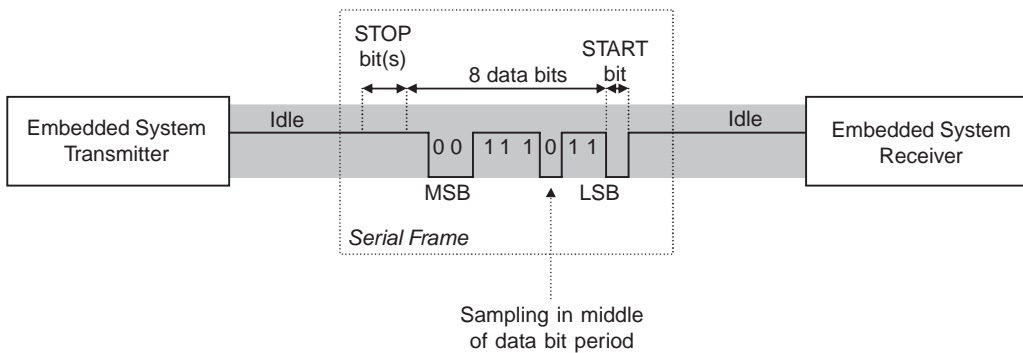 STOP
bit(s)
START
bit
8 data bits
Embedded System
Transmitter
Idle
Idle
Embedded System
Receiver
0 0 1 1 1 0 1 1
MSB
LSB
Serial Frame
Sampling in middle
of data bit period